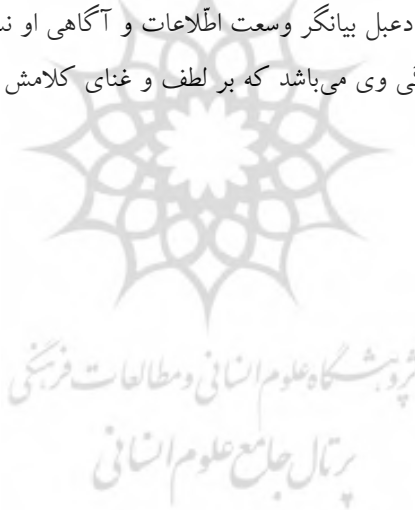 دعبل بیانگر وسعت اطّلاعات و آگاهی او
وی می‌باشد که بر لطف و غنای کلامش
پژوهشگاه علوم انسانی و مطالعات فرهنگی
پرتال جامع علوم انسانی